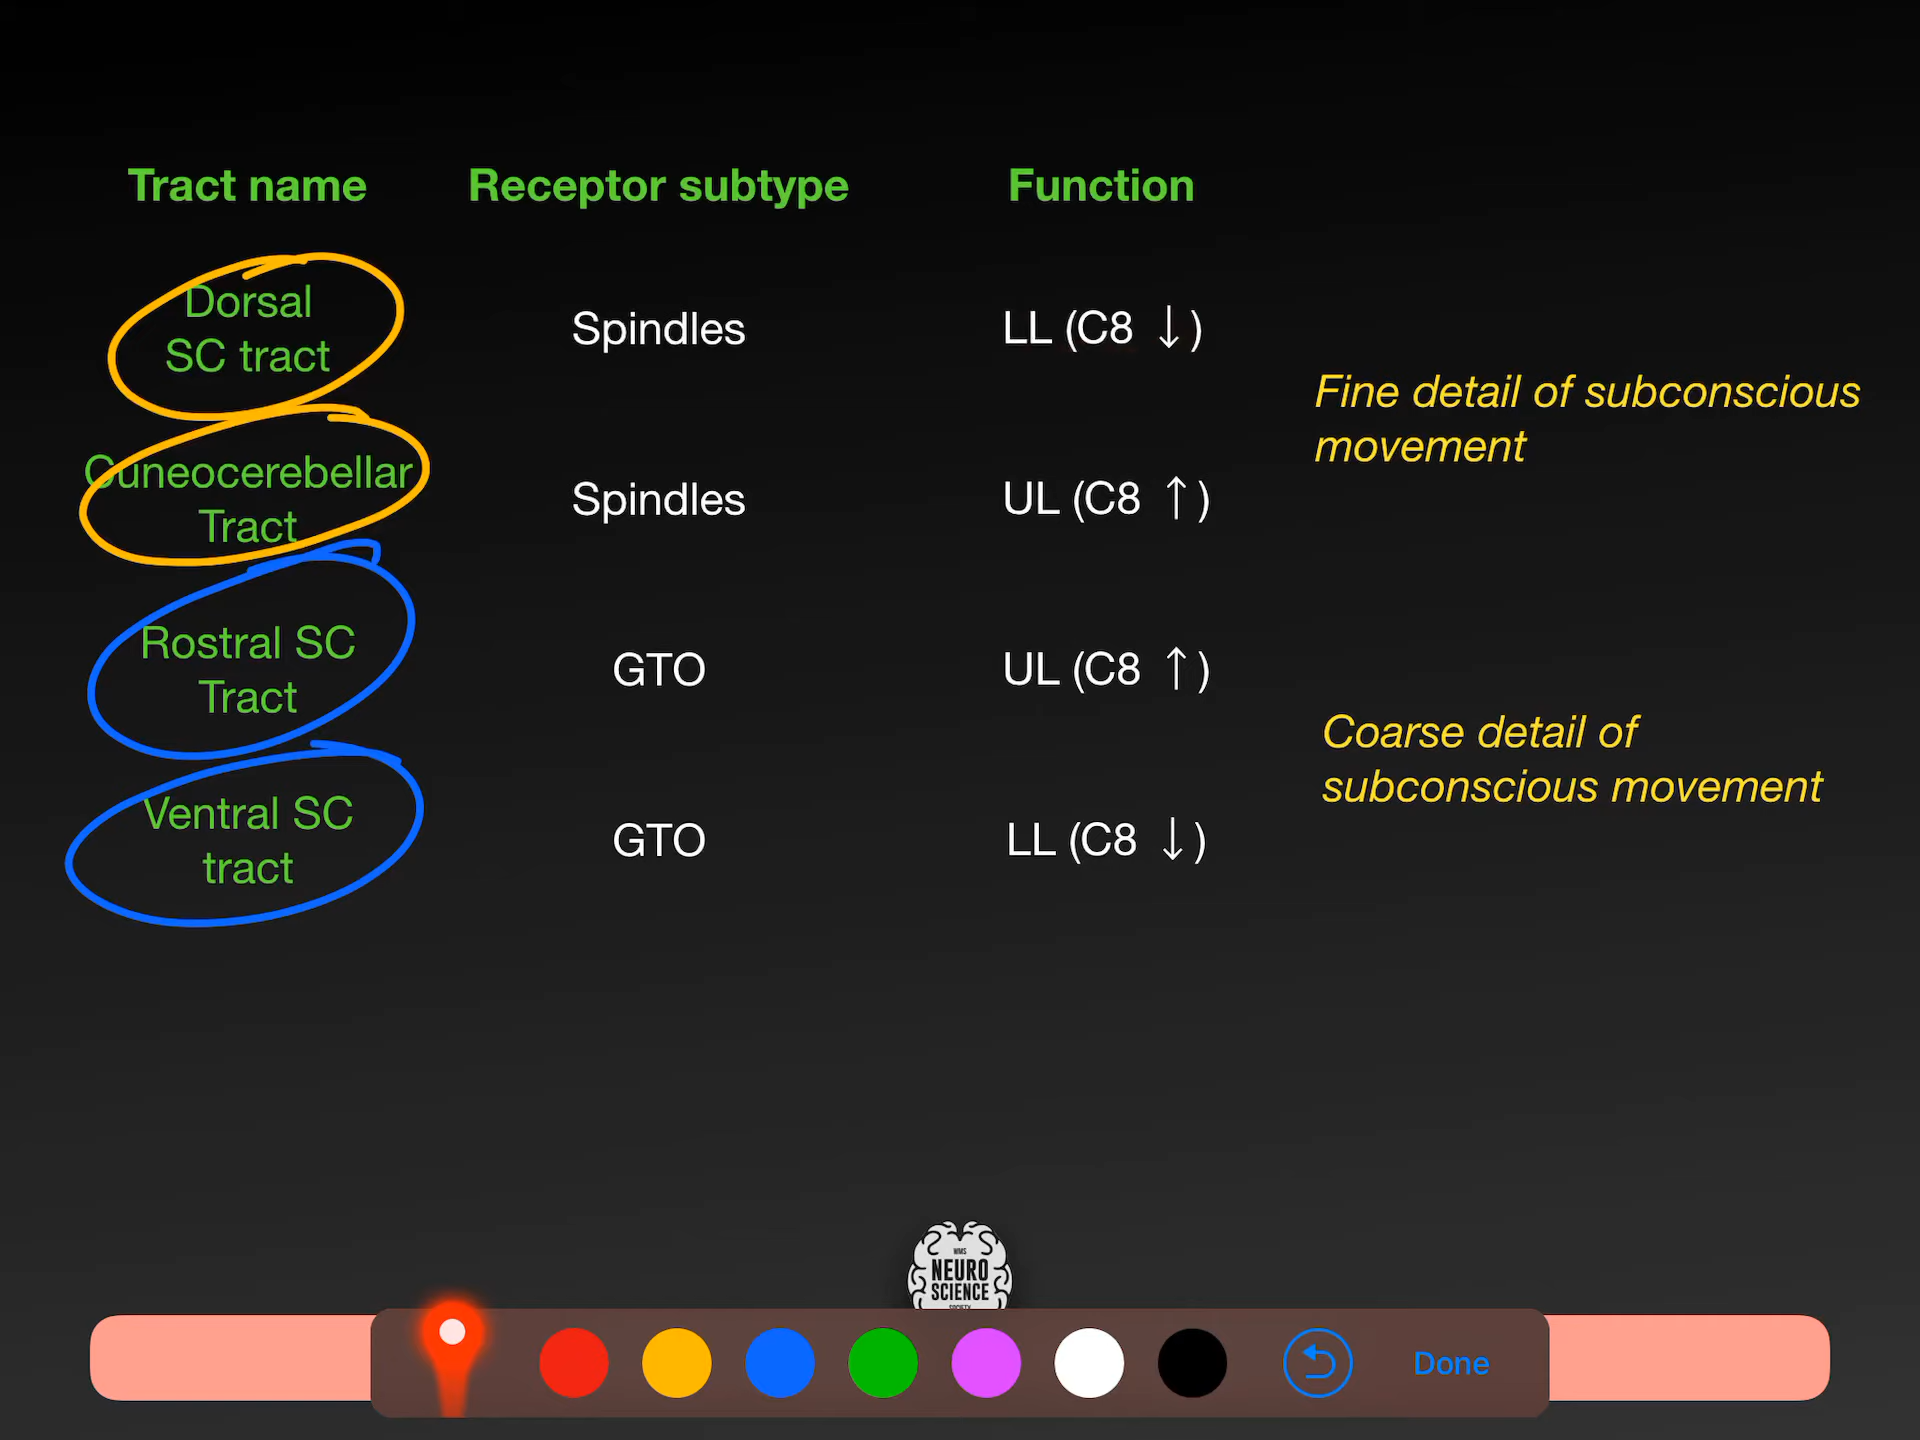 Tract name Receptor subtype Function
Dorsal
SC tract
Spindles
LL (C8 ↓)
Fine detail of subconscious
movement
Cuneocerebellar
Tract
Spindles
UL (C8 ↑)
Rostral SC
Tract
GTO
UL (C8 ↑)
Coarse detail of
subconscious movement
Ventral SC
tract
GTO
LL (C8 ↓)
WMS
NEURO
SCIENCE
Done